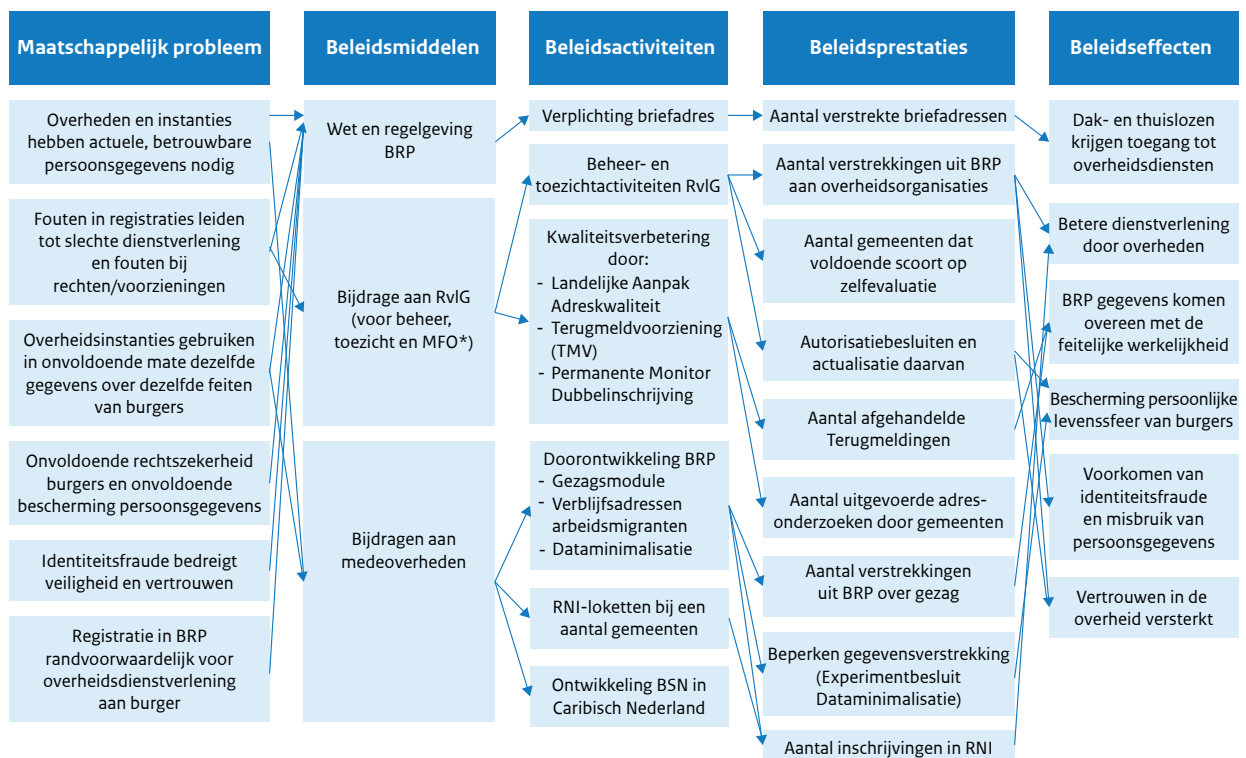 Maatschappelijk probleem
Overheden en instanties
hebben actuele, betrouwbare
persoonsgegevens nodig
Fouten in registraties leiden
tot slechte dienstverlening
en fouten bij
rechten/voorzieningen
Overheidsinstanties gebruiken
in onvoldoende mate dezelfde
gegevens over dezelfde feiten
van burgers
Onvoldoende rechtszekerheid
burgers en onvoldoende
bescherming persoonsgegevens
Identiteitsfraude bedreigt
veiligheid en vertrouwen
Registratie in BRP
randvoorwaardelijk voor
overheidsdienstverlening
aan burger
Beleidsmiddelen
Wet en regelgeving
BRP
Bijdrage aan RvlG
(voor beheer,
toezicht en MFO*)
Bijdragen aan
medeoverheden
Beleidsactiviteiten
Verplichting briefadres
Beheer- en
toezichtactiviteiten RvlG
Kwaliteitsverbetering
door:
- Landelijke Aanpak
Adreskwaliteit
- Terugmeldvoorziening
(TMV)
- Permanente Monitor
Dubbelinschrijving
Doorontwikkeling BRP
- Gezagsmodule
- Verblijfsadressen
arbeidsmigranten
- Dataminimalisatie
RNI-loketten bij een
aantal gemeenten
Ontwikkeling BSN in
Caribisch Nederland
Beleidsprestaties
Aantal verstrekte briefadressen
Aantal verstrekkingen uit BRP
aan overheidsorganisaties
Aantal gemeenten dat
voldoende scoort op
zelfevaluatie
Autorisatiebesluiten en
actualisatie daarvan
Aantal afgehandelde
Terugmeldingen
Aantal uitgevoerde adres-
onderzoeken door gemeenten
Aantal verstrekkingen
uit BRP over gezag
Beperken gegevensverstrekking
(Experimentbesluit
Dataminimalisatie)
Aantal inschrijvingen in RNI
Beleidseffecten
Dak- en thuislozen
krijgen toegang tot
overheidsdiensten
Betere dienstverlening
door overheden
BRP gegevens komen
overeen met de
feitelijke werkelijkheid
Bescherming persoonlijke
levenssfeer van burgers
Voorkomen van
identiteitsfraude
en misbruik van
persoonsgegevens
Vertrouwen in de
overheid versterkt